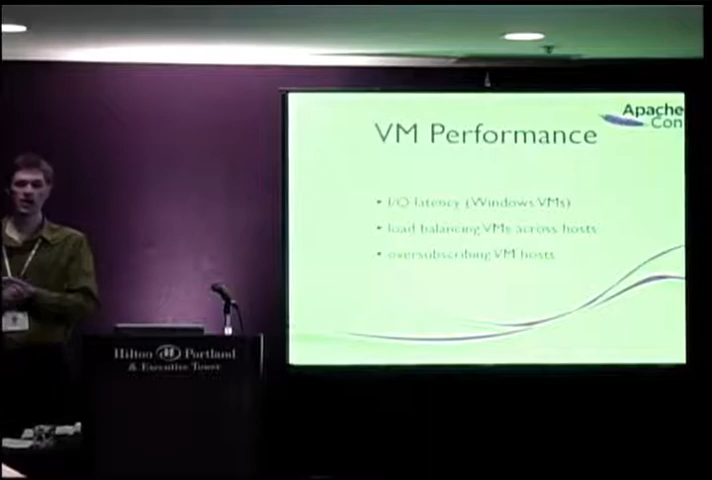 Apache
Con
VM Performance
• I/O latency (Windows VMs)
• load balancing VMs across hosts
• oversubscribing VM hosts
Hilton H Portland
& Executive Tower